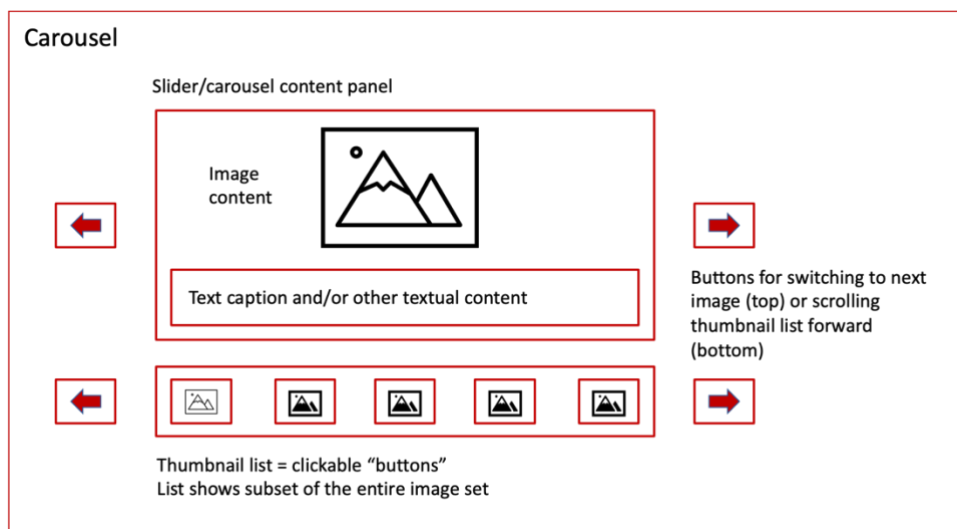 Carousel
Slider/carousel content panel
Image
content
Text caption and/or other textual content
Buttons for switching to next
image (top) or scrolling
thumbnail list forward
(bottom)
Thumbnail list = clickable “buttons”
List shows subset of the entire image set